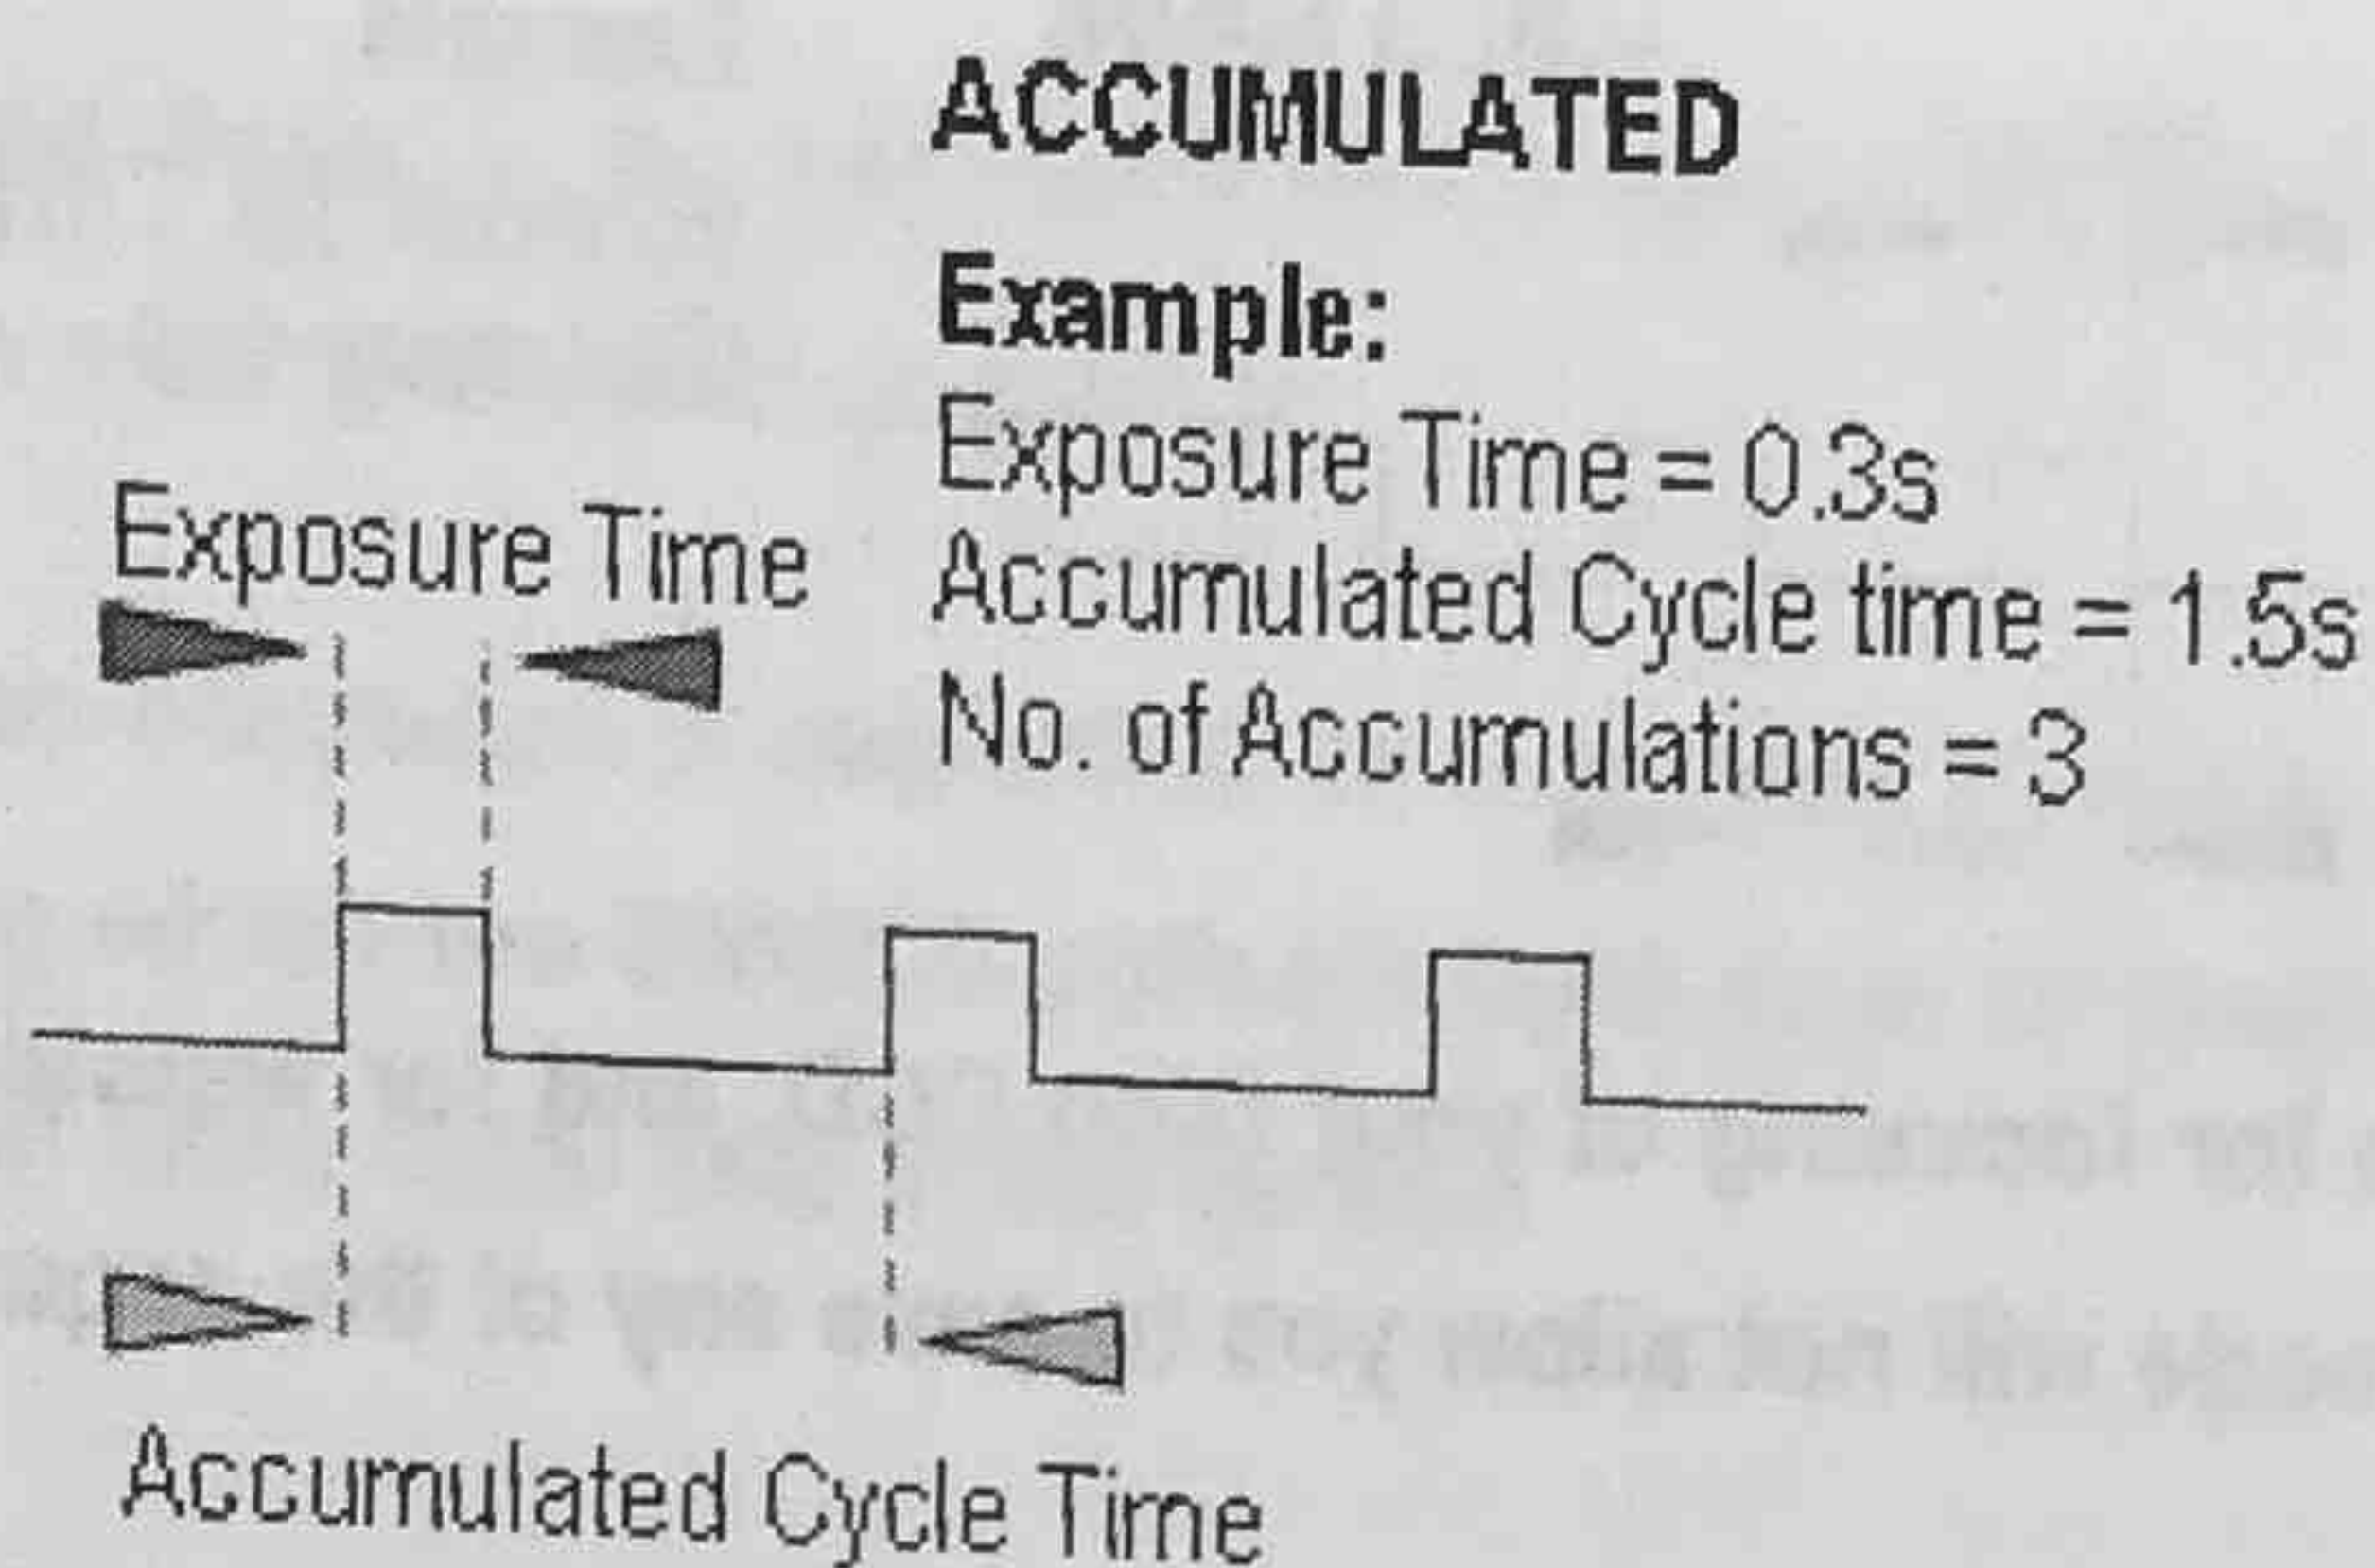 ACCUMULATED
Example:
Exposure Time = 0.3s
Accumulated Cycle time = 1.5s
No. of Accumulations = 3
Exposure Time
Accumulated Cycle Time